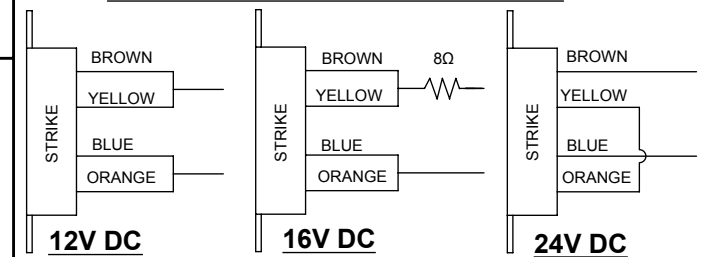 BROWN
YELLOW
STRIKE
BLUE
ORANGE
12V DC
BROWN
8Ω
YELLOW
STRIKE
BLUE
ORANGE
16V DC
BROWN
YELLOW
STRIKE
BLUE
ORANGE
24V DC